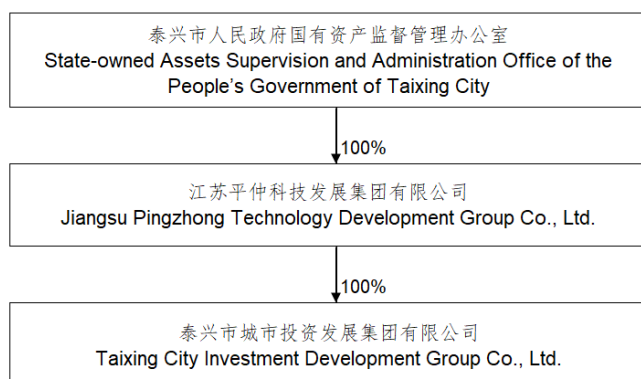 泰兴市人民政府国有资产监督管理办公室
State-owned Assets Supervision and Administration Office of the
People's Government of Taixing City
100%
江苏平仲科技发展集团有限公司
Jiangsu Pingzhong Technology Development Group Co., Ltd.
100%
泰兴市城市投资发展集团有限公司
Taixing City Investment Development Group Co., Ltd.